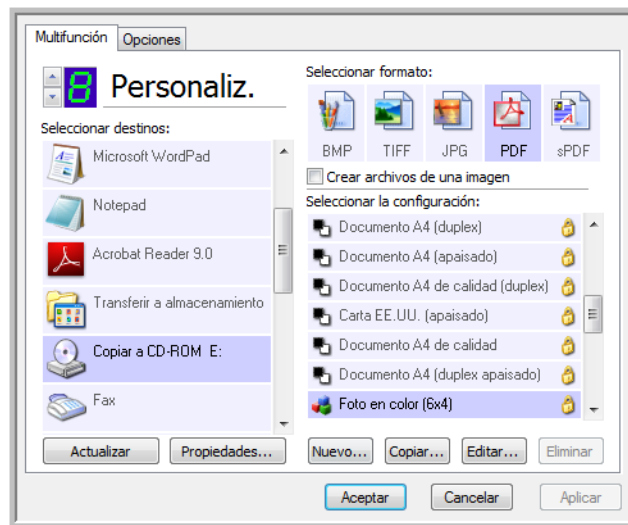 Multifunción
Opciones
8
Personaliz.
Seleccionar destinos:
Microsoft WordPad
Notepad
Acrobat Reader 9.0
Transferir a almacenamiento
Copiar a CD-ROM E:
Fax
Actualizar
Propiedades...
Seleccionar formato:
BMP
TIFF
JPG
PDF
sPDF
Crear archivos de una imagen
Seleccionar la configuración:
Documento A4 (duplex)
Documento A4 (apaisado)
Documento A4 de calidad (duplex)
Carta EE.UU. (apaisado)
Documento A4 de calidad
Documento A4 (duplex apaisado)
Foto en color (6x4)
Nuevo...
Copiar...
Editar...
Eliminar
Aceptar
Cancelar
Aplicar